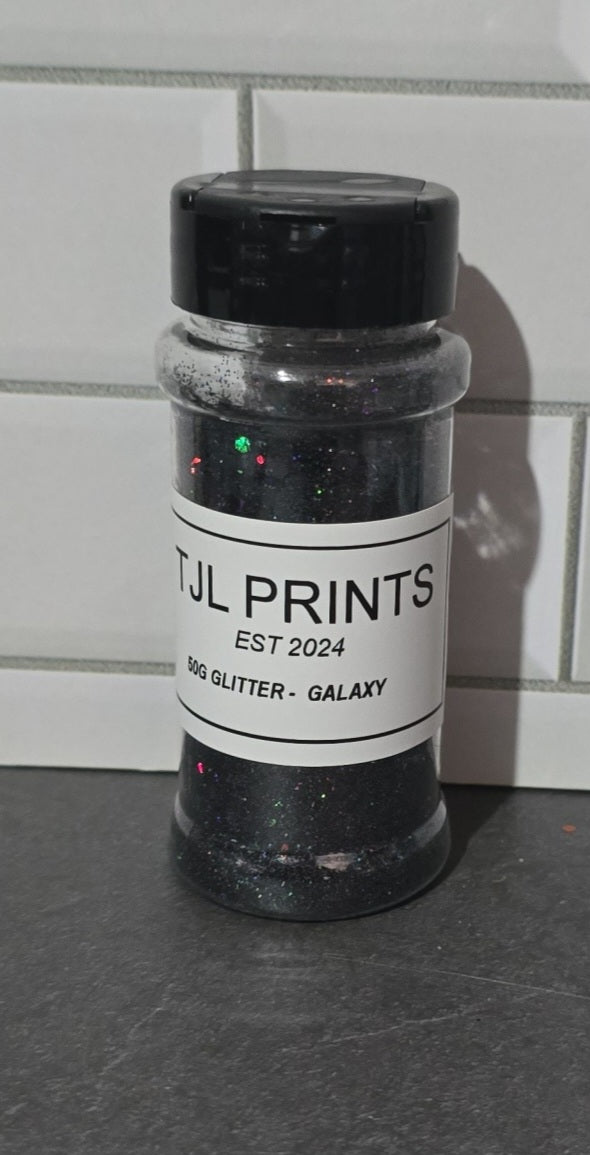 TJL PRINTS
EST 2024
50G GLITTER - GALAXY